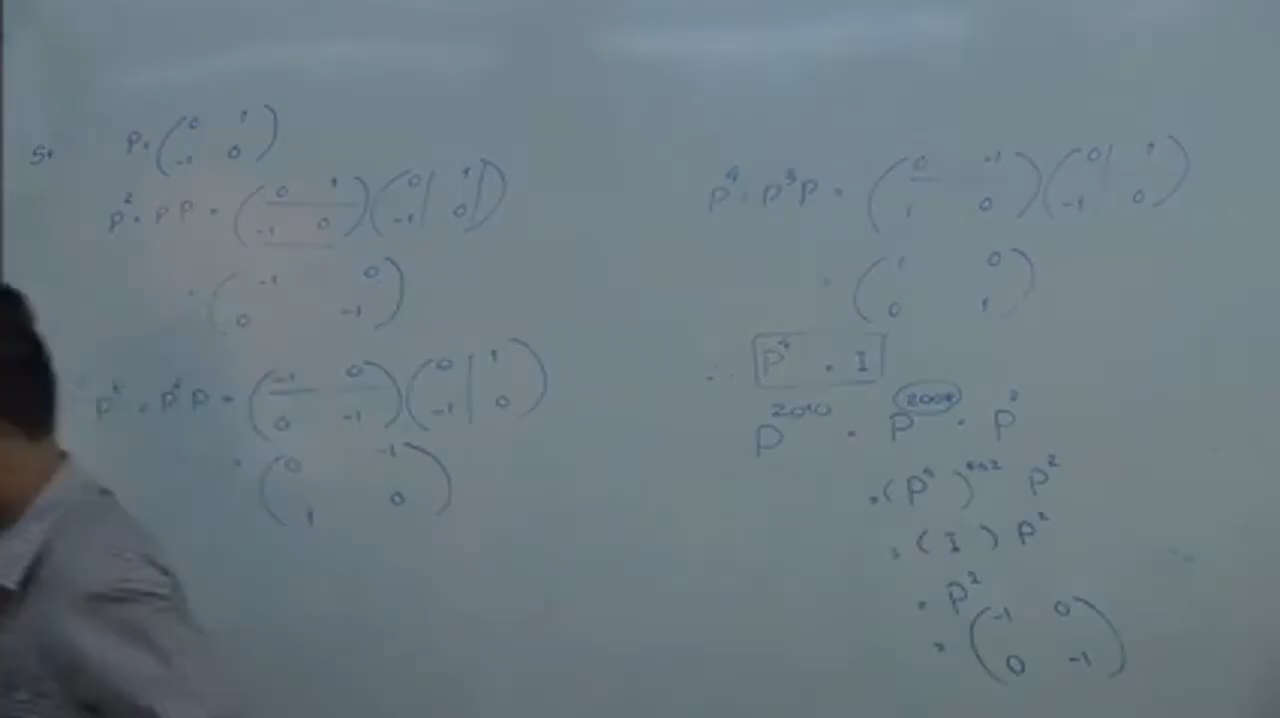 P = ( 0 1
-1 0 )
P² = P P = ( 0 1
-1 0 ) ( 0 1
-1 0 )
= ( -1 0
0 -1 )
P³ = P² P = ( -1 0
0 -1 ) ( 0 1
-1 0 )
= ( 0 -1
1 0 )
P⁴ = P³ P = ( 0 -1
1 0 ) ( 0 1
-1 0 )
= ( 1 0
0 1 )
∴ P⁴ = I
P²⁰¹⁰ = P²⁰⁰⁸ · P²
= (P⁴)⁵⁰² P²
= ( I ) P²
= P²
= ( -1 0
0 -1 )